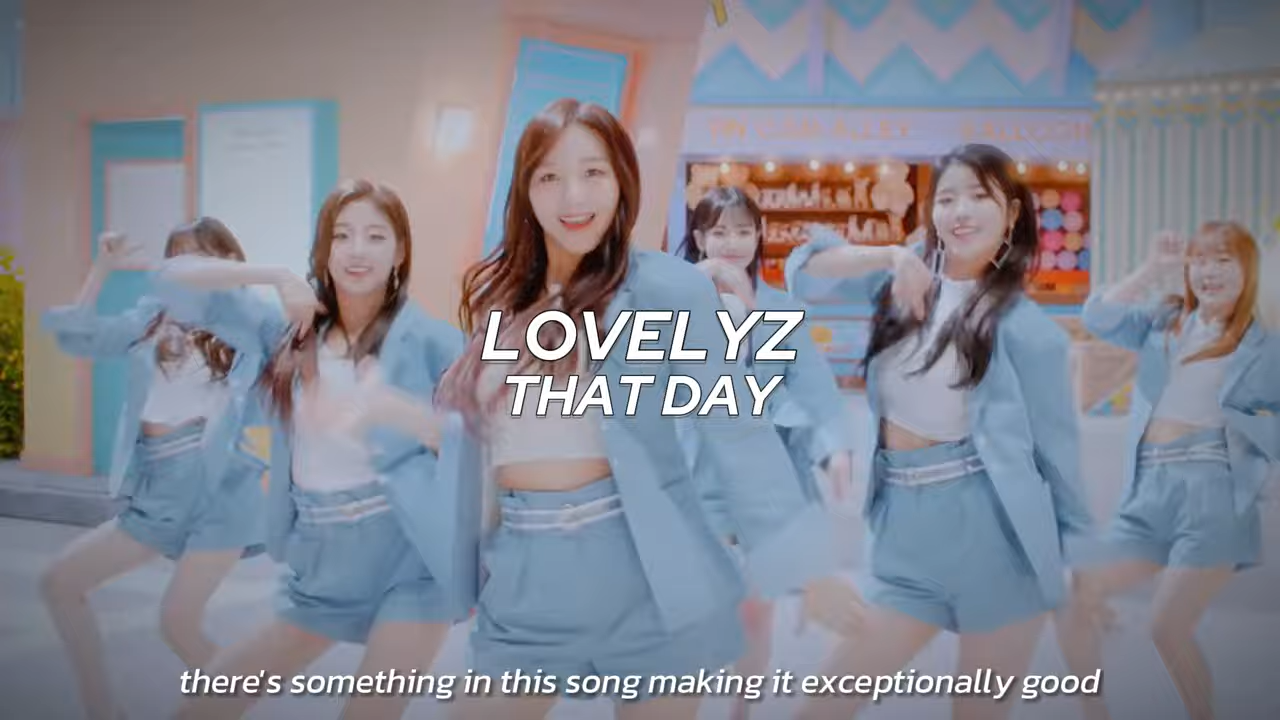 LOVELYZ
THAT DAY
there's something in this song making it exceptionally good